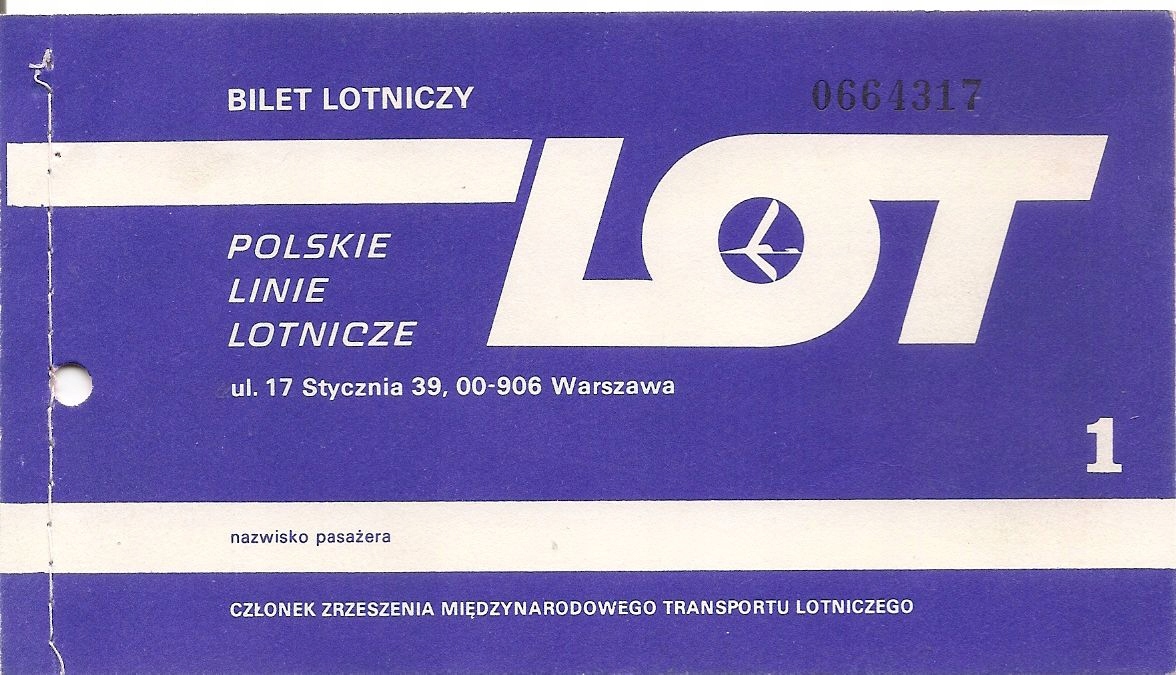 BILET LOTNICZY
0664317
LOT
POLSKIE
LINIE
LOTNICZE
ul. 17 Stycznia 39, 00-906 Warszawa
1
nazwisko pasażera
CZŁONEK ZRZESZENIA MIĘDZYNARODOWEGO TRANSPORTU LOTNICZEGO